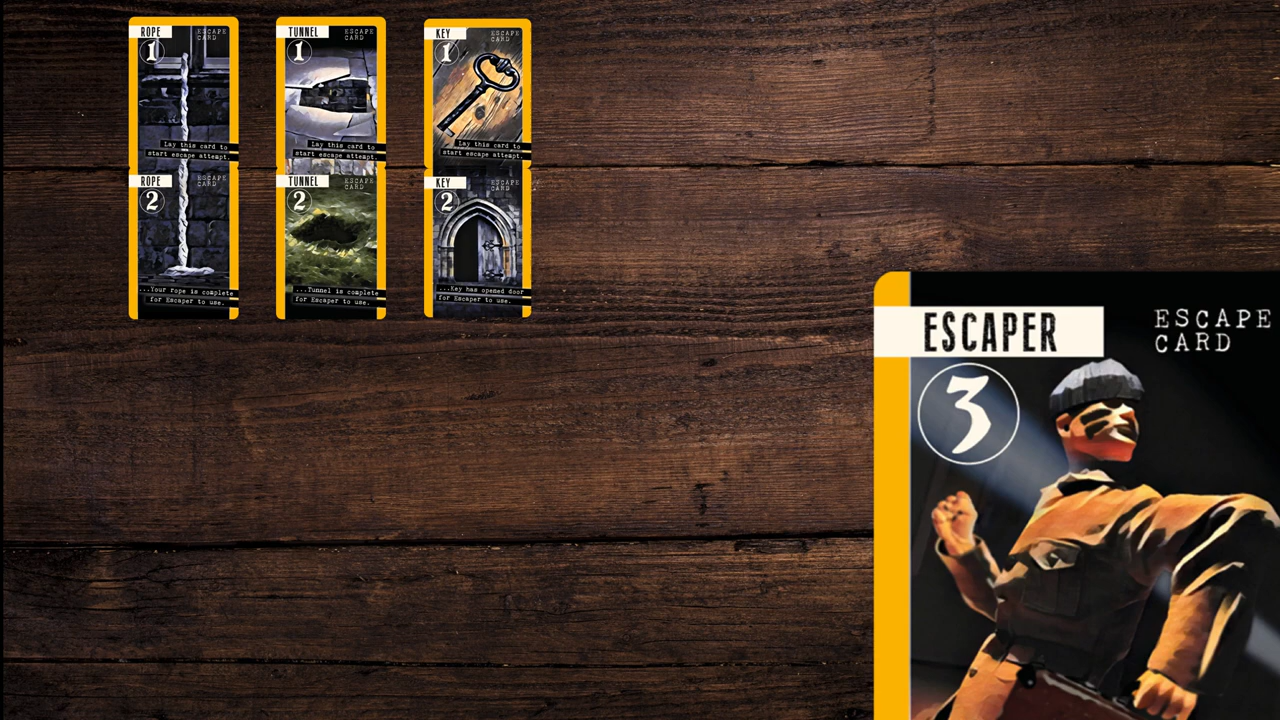 ROPE
ESCAPE
CARD
1
Lay this card to
start escape attempt.
ROPE
ESCAPE
CARD
2
...Your rope is complete
for Escaper to use.
TUNNEL
ESCAPE
CARD
1
Lay this card to
start escape attempt.
TUNNEL
ESCAPE
CARD
2
...Tunnel is complete
for Escaper to use.
KEY
ESCAPE
CARD
1
Lay this card to
start escape attempt.
KEY
ESCAPE
CARD
2
...Key has opened door
for Escaper to use.
ESCAPER
ESCAPE
CARD
3